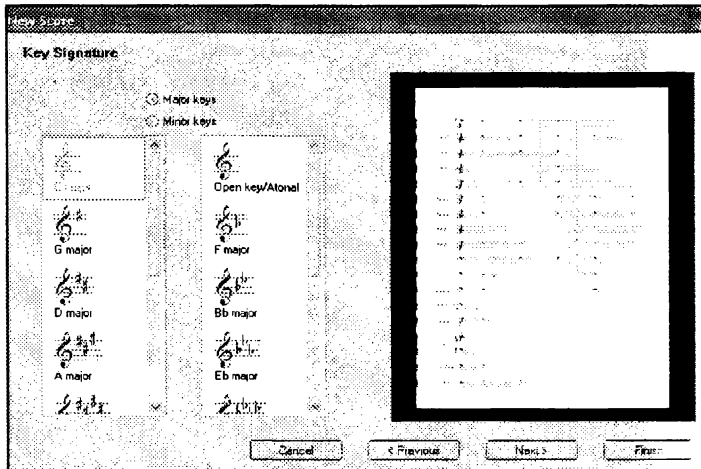 New Score
Key Signature
Major keys
Minor keys
C major
Open key/Atonal
G major
F major
D major
Bb major
A major
Eb major
Cancel
< Previous
Next >
Finish